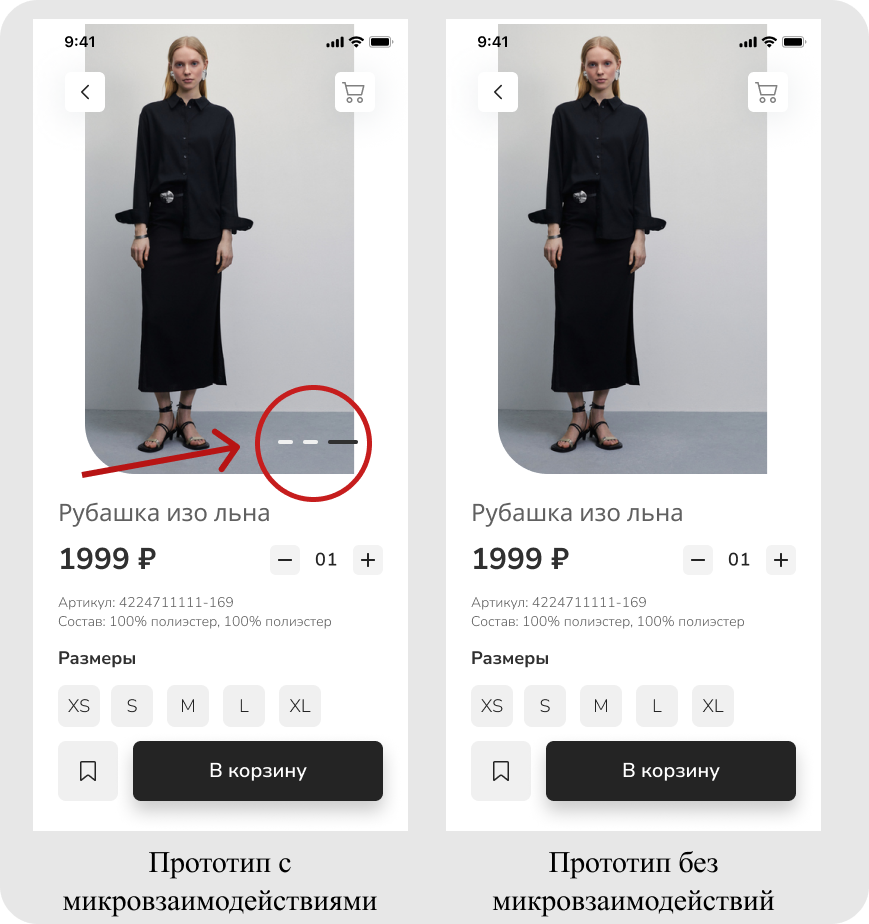 9:41
Рубашка изо льна
1999 ₽
01
Артикул: 4224711111-169
Состав: 100% полиэстер, 100% полиэстер
Размеры
XS S M L XL
В корзину
Прототип с
микровзаимодействиями
9:41
Рубашка изо льна
1999 ₽
01
Артикул: 4224711111-169
Состав: 100% полиэстер, 100% полиэстер
Размеры
XS S M L XL
В корзину
Прототип без
микровзаимодействий